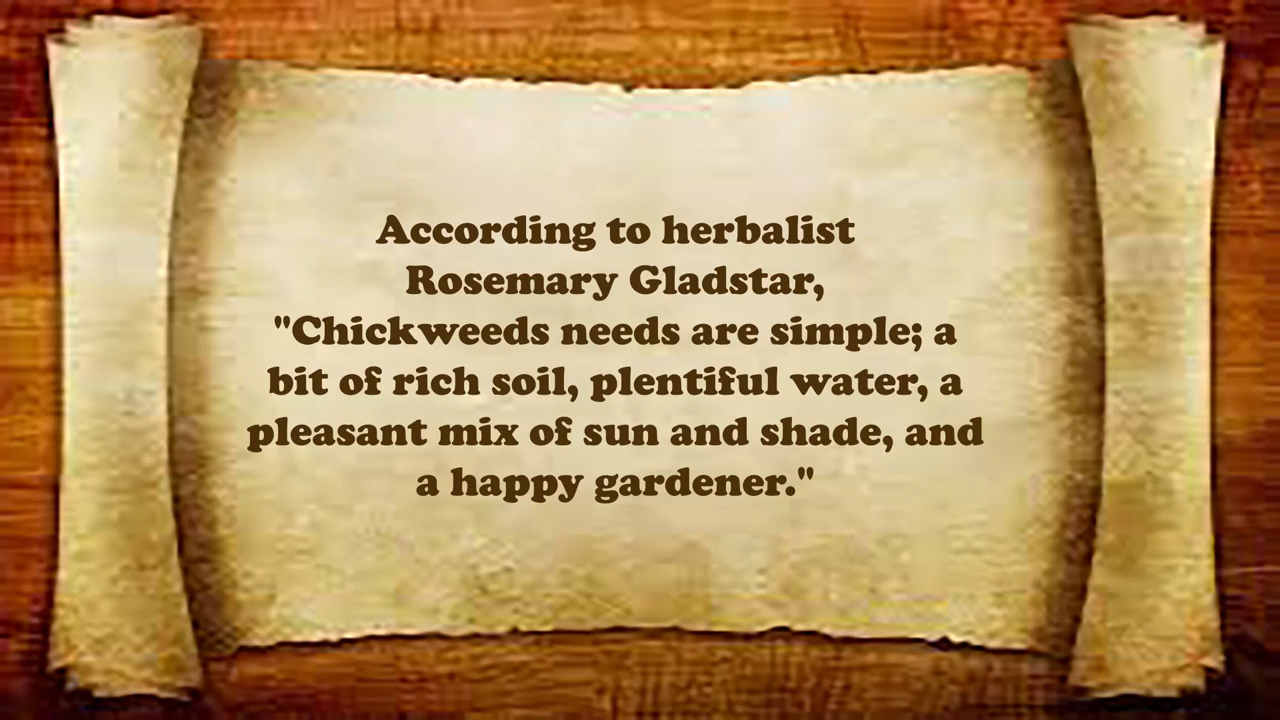 According to herbalist
Rosemary Gladstar,
"Chickweeds needs are simple; a
bit of rich soil, plentiful water, a
pleasant mix of sun and shade, and
a happy gardener."